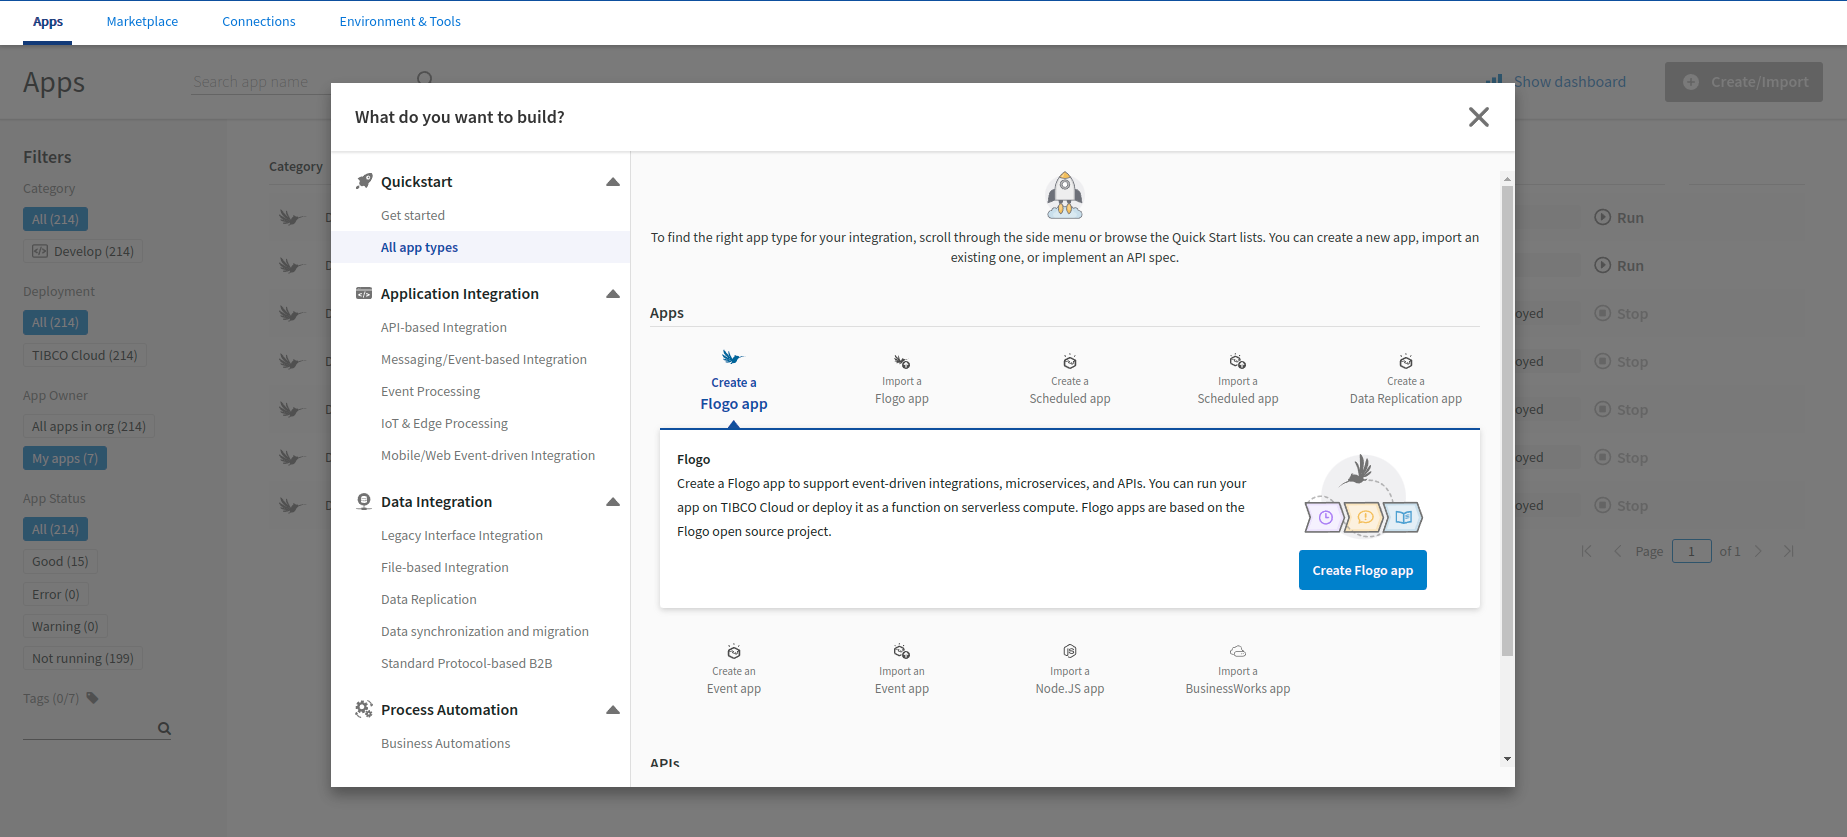 Apps Marketplace Connections Environment & Tools
Apps Search app name Show dashboard Create/Import
What do you want to build?
Filters
Category
All (214)
Develop (214)
Deployment
All (214)
TIBCO Cloud (214)
App Owner
All apps in org (214)
My apps (7)
App Status
All (214)
Good (15)
Error (0)
Warning (0)
Not running (199)
Tags (0/7)
Category
Quickstart
Get started
All app types
Application Integration
API-based Integration
Messaging/Event-based Integration
Event Processing
IoT & Edge Processing
Mobile/Web Event-driven Integration
Data Integration
Legacy Interface Integration
File-based Integration
Data Replication
Data synchronization and migration
Standard Protocol-based B2B
Process Automation
Business Automations
To find the right app type for your integration, scroll through the side menu or browse the Quick Start lists. You can create a new app, import an
existing one, or implement an API spec.
Apps
Create a
Flogo app
Import a
Flogo app
Create a
Scheduled app
Import a
Scheduled app
Create a
Data Replication app
Flogo
Create a Flogo app to support event-driven integrations, microservices, and APIs. You can run your
app on TIBCO Cloud or deploy it as a function on serverless compute. Flogo apps are based on the
Flogo open source project.
Create Flogo app
Create an
Event app
Import an
Event app
Import a
Node.JS app
Import a
BusinessWorks app
APIs
Run
Run
oyed Stop
Stop
oyed Stop
oyed Stop
oyed Stop
Page 1 of 1